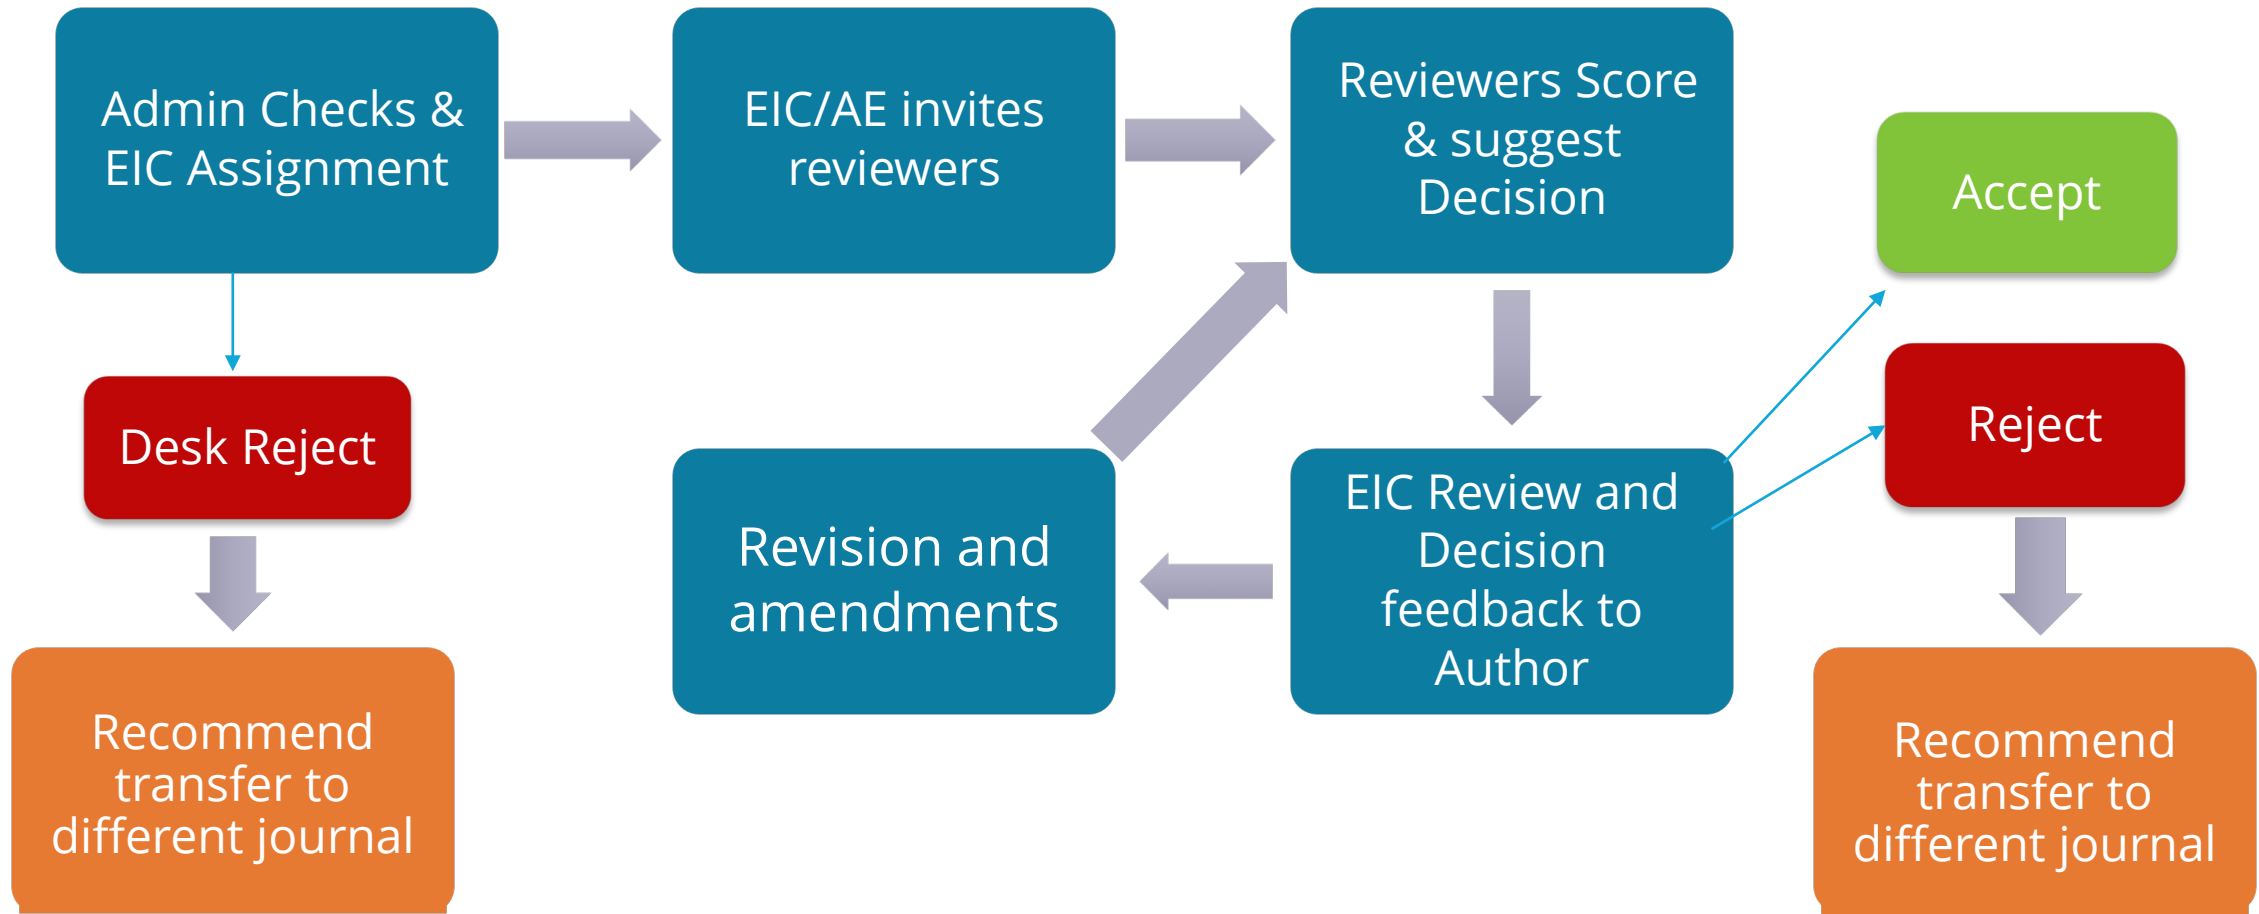 Admin Checks &
EIC Assignment
EIC/AE invites
reviewers
Reviewers Score
& suggest
Decision
Accept
Desk Reject
Reject
Revision and
amendments
EIC Review and
Decision
feedback to
Author
Recommend
transfer to
different journal
Recommend
transfer to
different journal